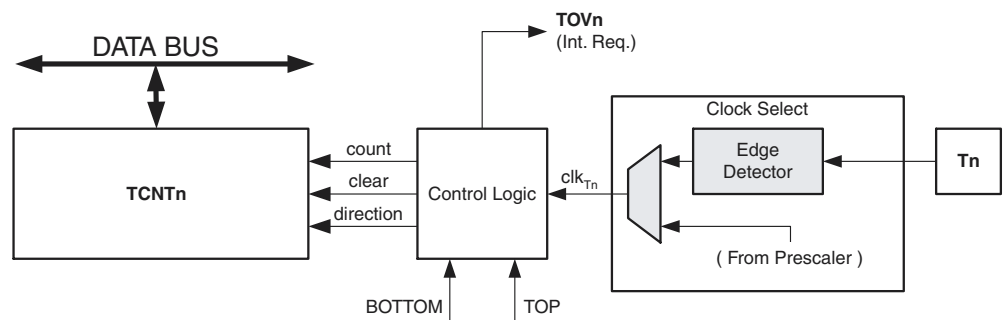 TOVn
(Int. Req.)
DATA BUS
Clock Select
count
clear
direction
TCNTn
Control Logic
clkTn
Edge
Detector
Tn
( From Prescaler )
BOTTOM
TOP